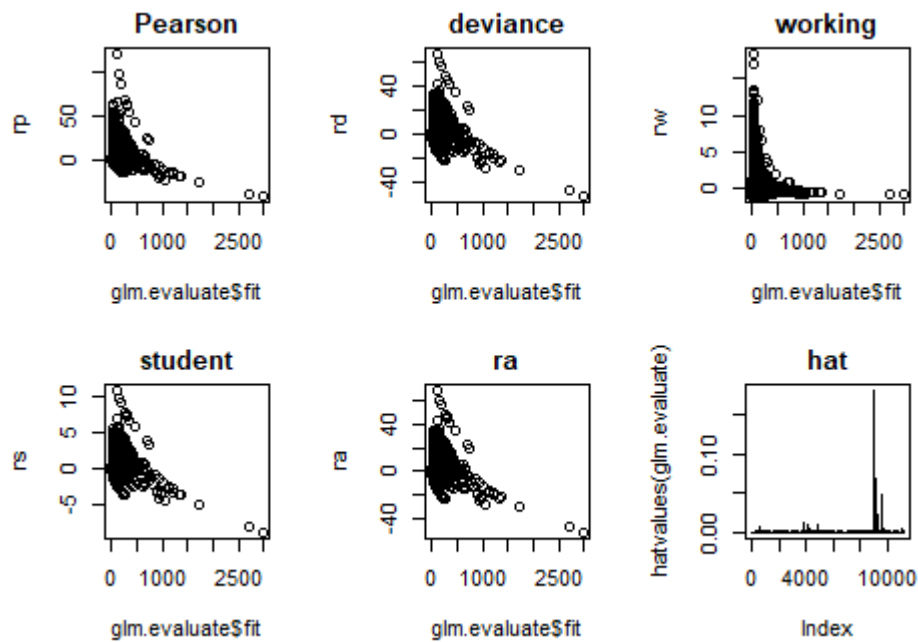 Pearson
rp
50
0
0 1000 2500
glm.evaluate$fit
deviance
rd
40
0
-40
0 1000 2500
glm.evaluate$fit
working
rw
10
5
0
0 1000 2500
glm.evaluate$fit
student
rs
10
5
0
-5
0 1000 2500
glm.evaluate$fit
ra
ra
40
0
-40
0 1000 2500
glm.evaluate$fit
hat
hatvalues(glm.evaluate)
0.10
0.00
0 4000 10000
Index